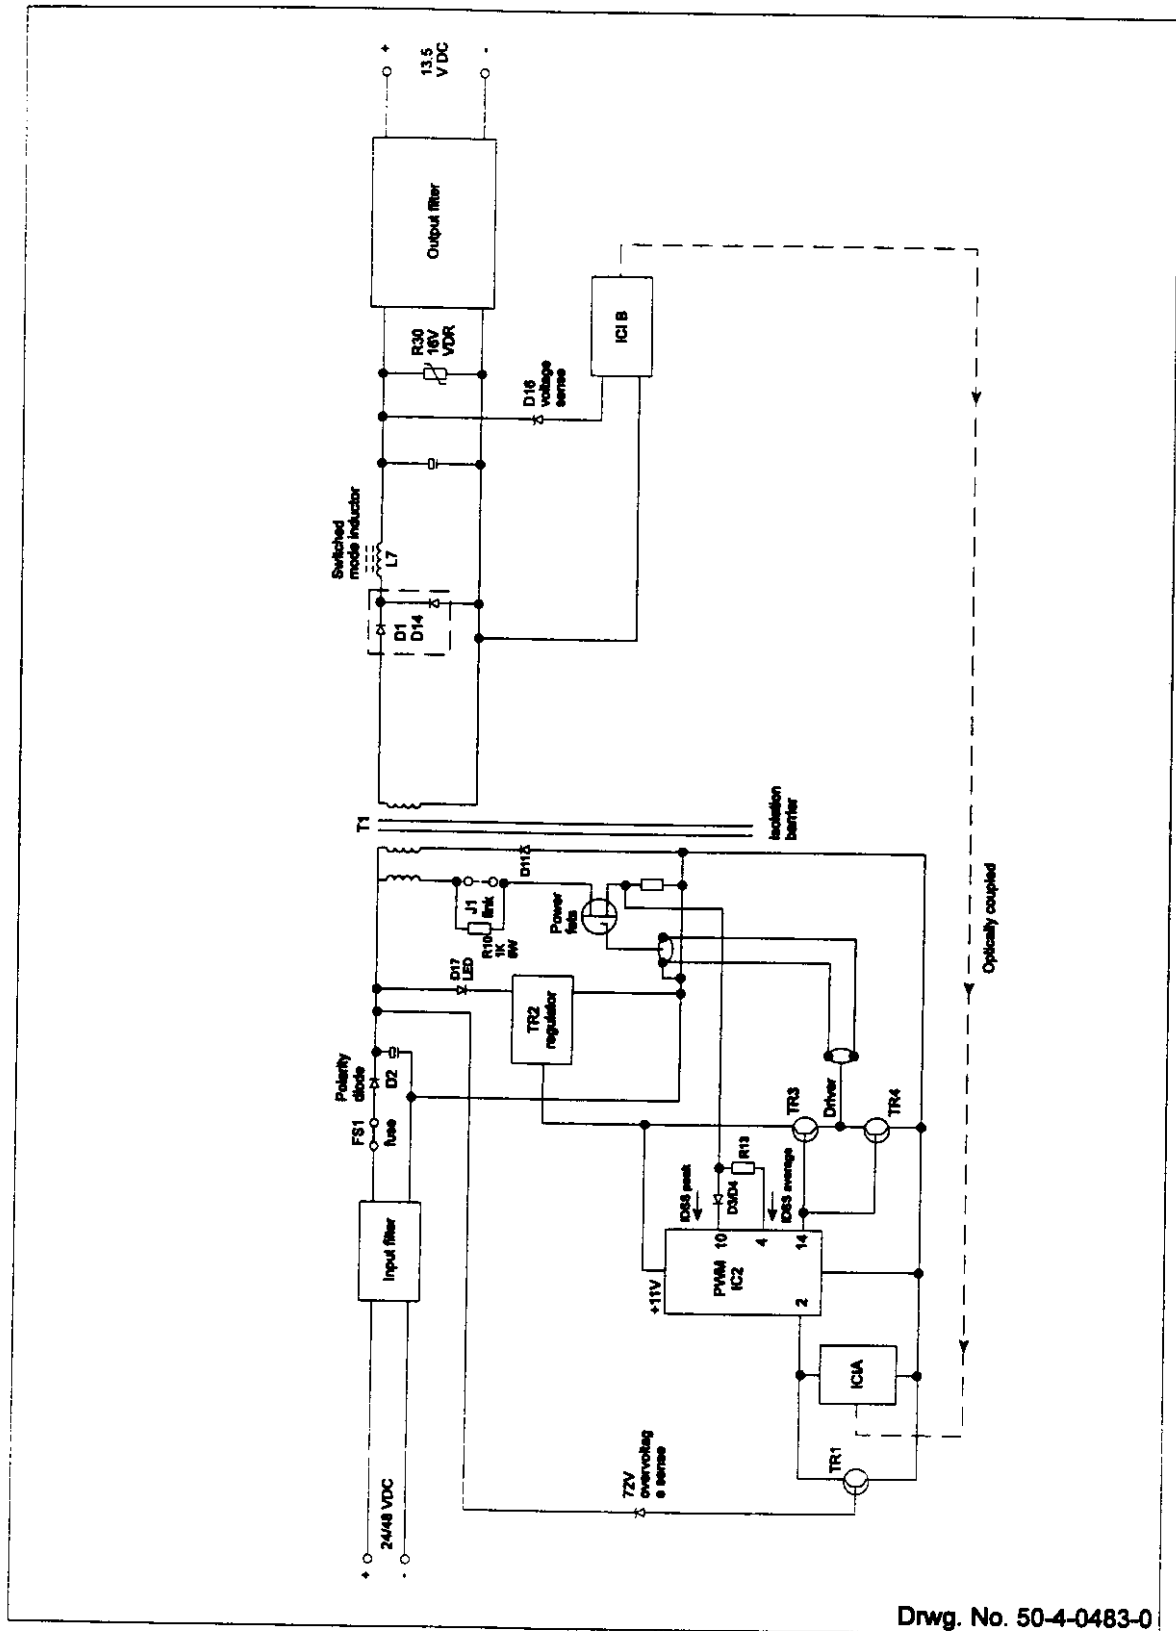 +
-
24/48 VDC
Input filter
FS1
fuse
Polarity
diode
D2
72V
overvoltag
e sense
TR1
ICIA
+11V
PWM
IC2
2
10
4
14
IDSS peak
D3/D4
R13
IDSS average
TR3
Driver
TR4
D17
LED
TR2
regulator
R10
1K
6W
J1
link
Power
fets
D11
T1
Isolation
barrier
Optically coupled
D1
D14
Switched
mode inductor
L7
D16
voltage
sense
R30
16V
VDR
ICI B
Output filter
+
13.5
V DC
-
Drwg. No. 50-4-0483-0